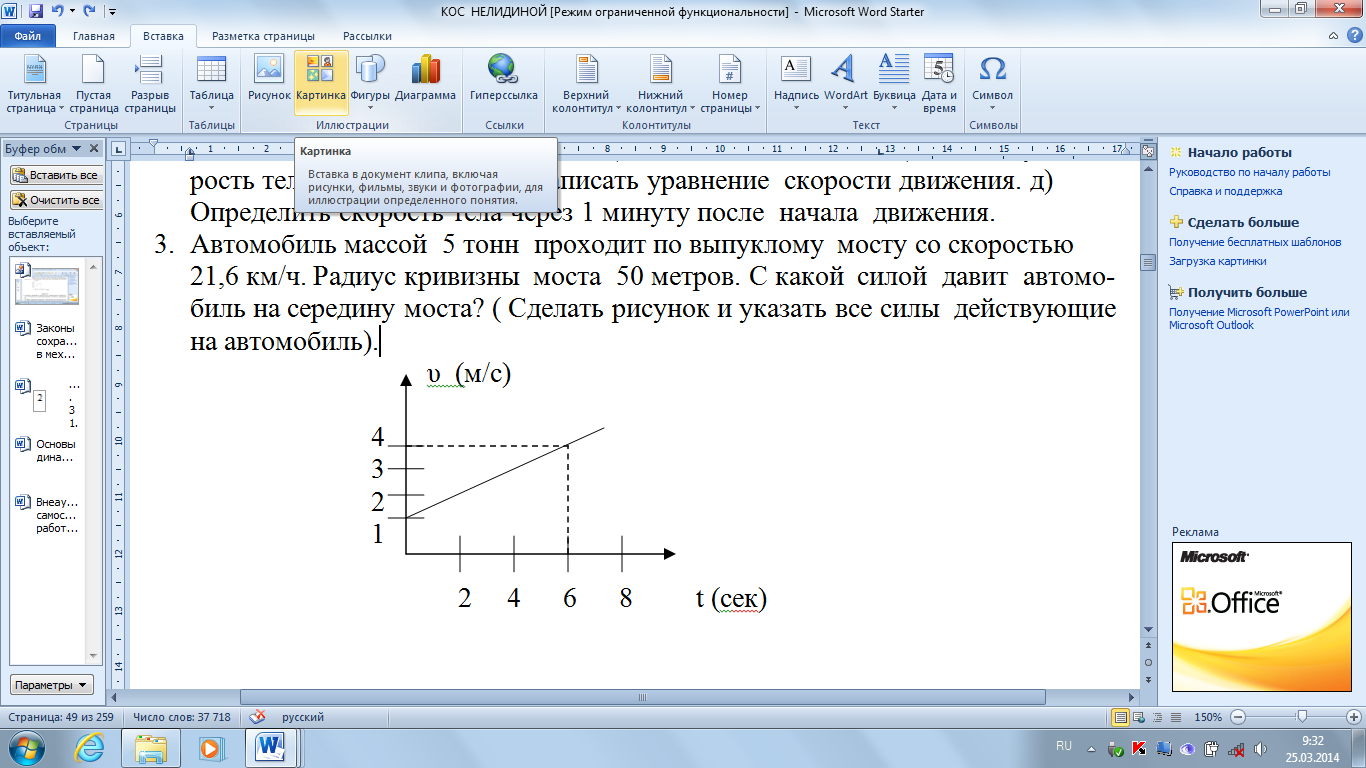 КОС НЕЛИДИНОЙ [Режим ограниченной функциональности] - Microsoft Word Starter
Файл Главная Вставка Разметка страницы Рассылки
Титульная страница Пустая страница Разрыв страницы Таблица Рисунок Картинка Фигуры Диаграмма Гиперссылка Верхний колонтитул Нижний колонтитул Номер страницы Надпись WordArt Буквица Дата и время Символ
Страницы Таблицы Иллюстрации Ссылки Колонтитулы Текст Символы
Буфер обм
Вставить все
Очистить все
Выберите вставляемый объект:
Законы сохра... в мех...
...
.
2
3
1.
Основы дина...
Внеау... самос... работ...
Параметры
Картинка
Вставка в документ клипа, включая
рисунки, фильмы, звуки и фотографии, для
иллюстрации определенного понятия.
рость тел аписать уравнение скорости движения. д)
Определить скорость тела через 1 минуту после начала движения.
3. Автомобиль массой 5 тонн проходит по выпуклому мосту со скоростью
21,6 км/ч. Радиус кривизны моста 50 метров. С какой силой давит автомо-
биль на середину моста? ( Сделать рисунок и указать все силы действующие
на автомобиль).
υ (м/с)
4
3
2
1
2 4 6 8 t (сек)
Начало работы
Руководство по началу работы
Справка и поддержка
Сделать больше
Получение бесплатных шаблонов
Загрузка картинки
Получить больше
Получение Microsoft PowerPoint или
Microsoft Outlook
Реклама
Microsoft
Microsoft
Office
Страница: 49 из 259 Число слов: 37 718 русский 150%
RU 9:32
25.03.2014